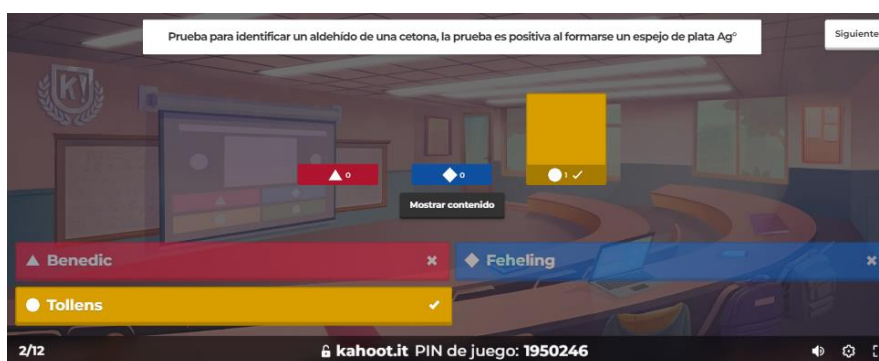 Prueba para identificar un aldehído de una cetona, la prueba es positiva al formarse un espejo de plata Ag°
Siguiente
K!
0
0
1
Mostrar contenido
Benedic
Feheling
Tollens
2/12
kahoot.it PIN de juego: 1950246